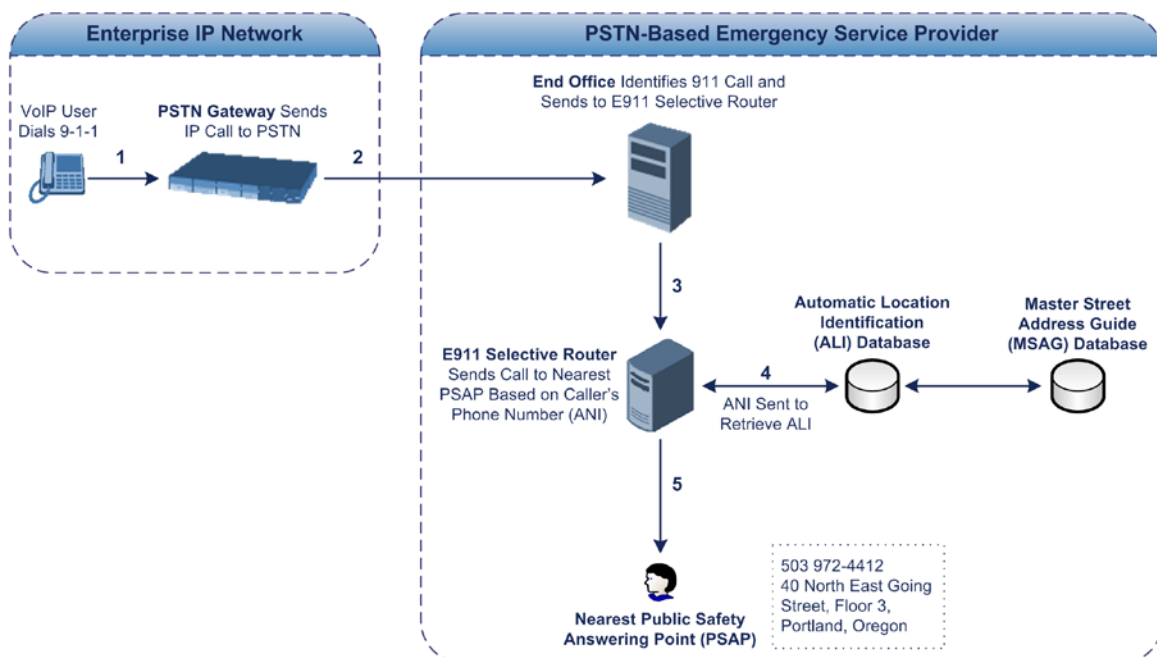 Enterprise IP Network
PSTN-Based Emergency Service Provider
VoIP User
Dials 9-1-1
PSTN Gateway Sends
IP Call to PSTN
End Office Identifies 911 Call and
Sends to E911 Selective Router
1
2
3
Automatic Location
Identification
(ALI) Database
Master Street
Address Guide
(MSAG) Database
E911 Selective Router
Sends Call to Nearest
PSAP Based on Caller's
Phone Number (ANI)
4
ANI Sent to
Retrieve ALI
5
503 972-4412
40 North East Going
Street, Floor 3,
Portland, Oregon
Nearest Public Safety
Answering Point (PSAP)